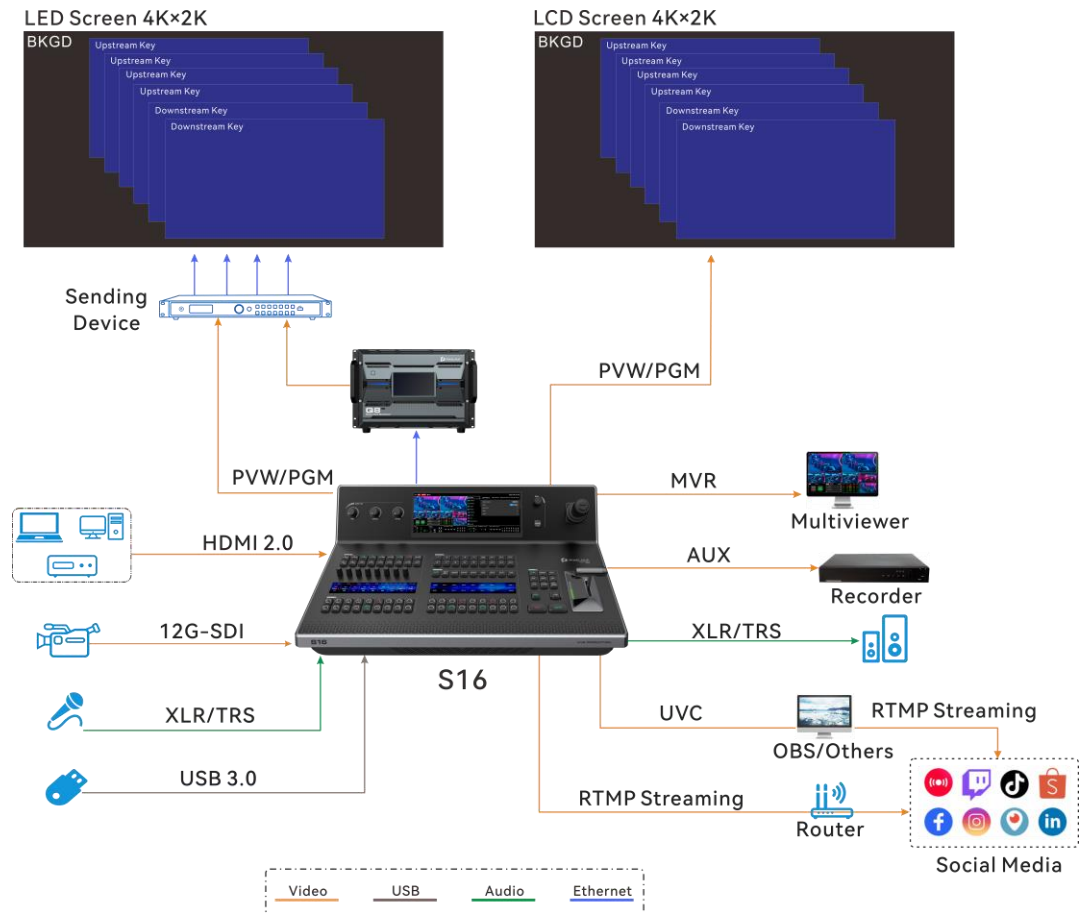 LED Screen 4K×2K
BKGD
Upstream Key
Upstream Key
Upstream Key
Upstream Key
Downstream Key
Downstream Key
LCD Screen 4K×2K
BKGD
Upstream Key
Upstream Key
Upstream Key
Upstream Key
Downstream Key
Downstream Key
Sending
Device
PVW/PGM
PVW/PGM
MVR
Multiviewer
HDMI 2.0
AUX
Recorder
12G-SDI
S16
XLR/TRS
S16
XLR/TRS
UVC
OBS/Others
RTMP Streaming
USB 3.0
RTMP Streaming
Router
Social Media
Video
USB
Audio
Ethernet